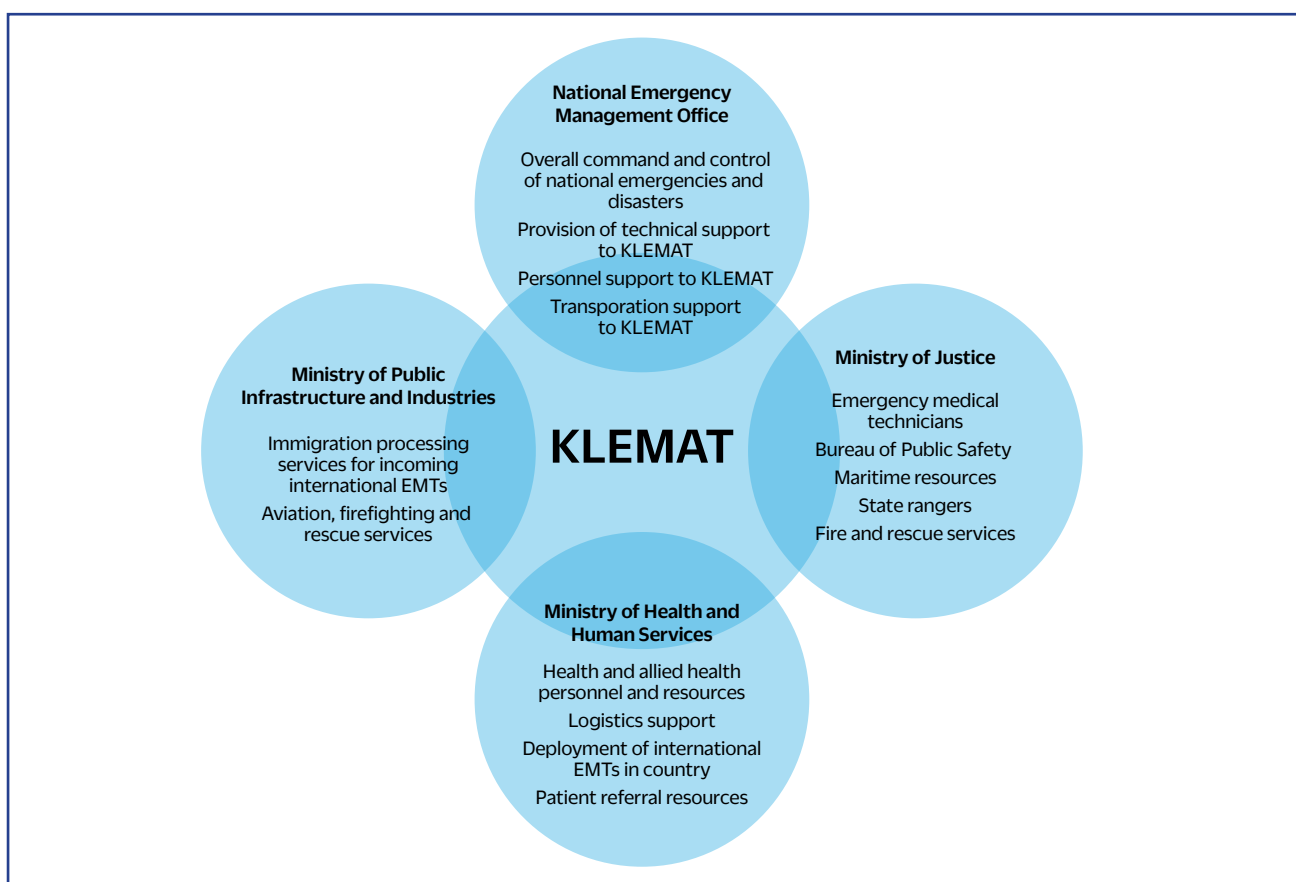 National Emergency
Management Office
Overall command and control
of national emergencies and
disasters
Provision of technical support
to KLEMAT
Personnel support to KLEMAT
Transporation support
to KLEMAT
Ministry of Public
Infrastructure and Industries
Immigration processing
services for incoming
international EMTs
Aviation, firefighting and
rescue services
KLEMAT
Ministry of Justice
Emergency medical
technicians
Bureau of Public Safety
Maritime resources
State rangers
Fire and rescue services
Ministry of Health and
Human Services
Health and allied health
personnel and resources
Logistics support
Deployment of international
EMTs in country
Patient referral resources